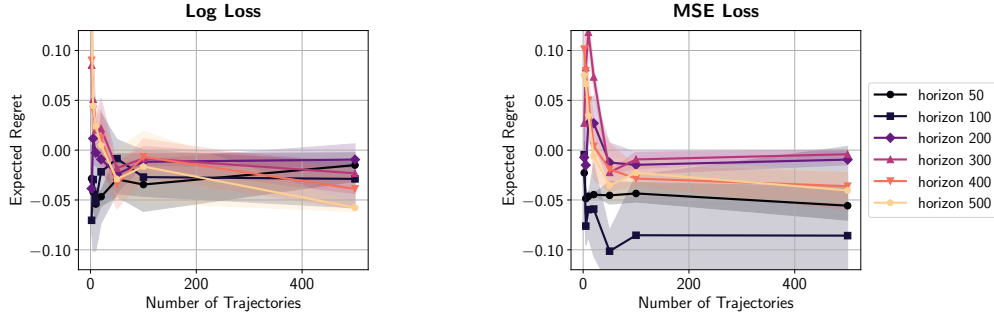 Log Loss
0.10
0.05
0.00
−0.05
−0.10
Expected Regret
0
200
400
Number of Trajectories
MSE Loss
0.10
0.05
0.00
−0.05
−0.10
Expected Regret
0
200
400
Number of Trajectories
horizon 50
horizon 100
horizon 200
horizon 300
horizon 400
horizon 500